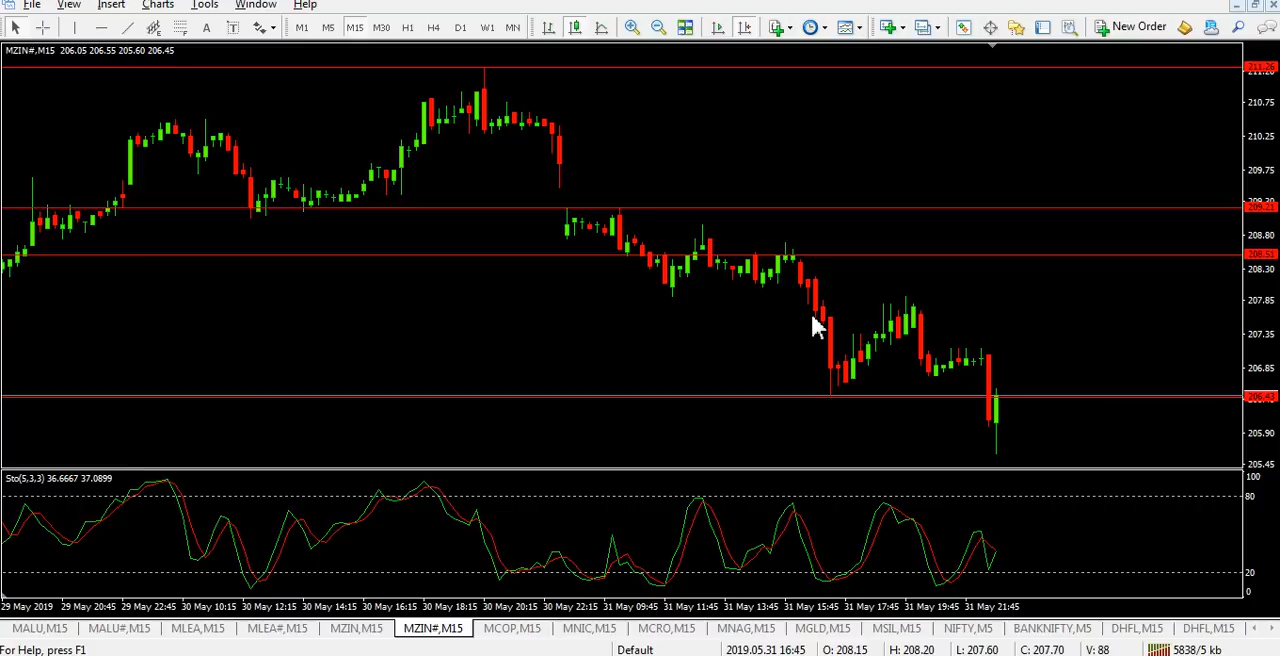 File View Insert Charts Tools Window Help
A T M1 M5 M15 M30 H1 H4 D1 W1 MN New Order
MZIN#,M15 206.05 206.55 205.60 206.45
211.26
210.75
210.25
209.75
209.21
208.80
208.51
208.30
207.85
207.35
206.85
206.43
205.90
205.45
Sto(5,3,3) 36.6667 37.0899
100
80
20
0
29 May 2019 29 May 20:45 29 May 22:45 30 May 10:15 30 May 12:15 30 May 14:15 30 May 16:15 30 May 18:15 30 May 20:15 30 May 22:15 31 May 09:45 31 May 11:45 31 May 13:45 31 May 15:45 31 May 17:45 31 May 19:45 31 May 21:45
MALU,M15 MALU#,M15 MLEA,M15 MLEA#,M15 MZIN,M15 MZIN#,M15 MCOP,M15 MNIC,M15 MCRO,M15 MNAG,M15 MGLD,M15 MSIL,M15 NIFTY,M5 BANKNIFTY,M5 DHFL,M15 DHFL,M15
For Help, press F1 Default 2019.05.31 16:45 O: 208.15 H: 208.20 L: 207.60 C: 207.70 V: 88 5838/5 kb